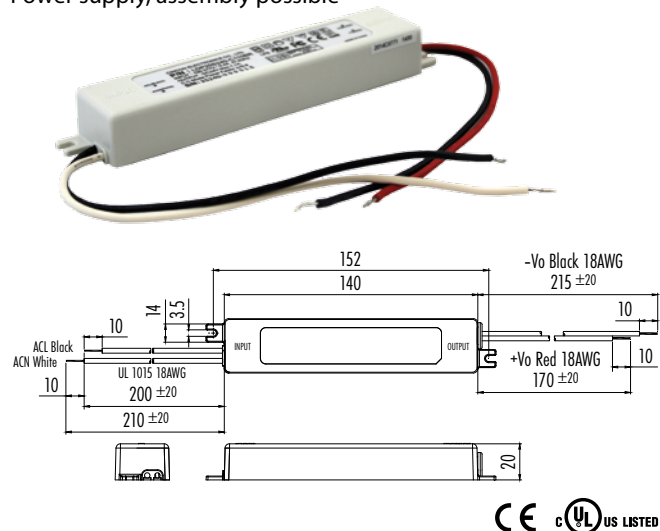 Power supply, assembly possible
152
140
-Vo Black 18AWG
215 ±20
10
14
3.5
ACL Black
10
ACN White
INPUT
OUTPUT
10
UL 1015 18AWG
+Vo Red 18AWG
10
200 ±20
170 ±20
210 ±20
20
CE c UL US LISTED